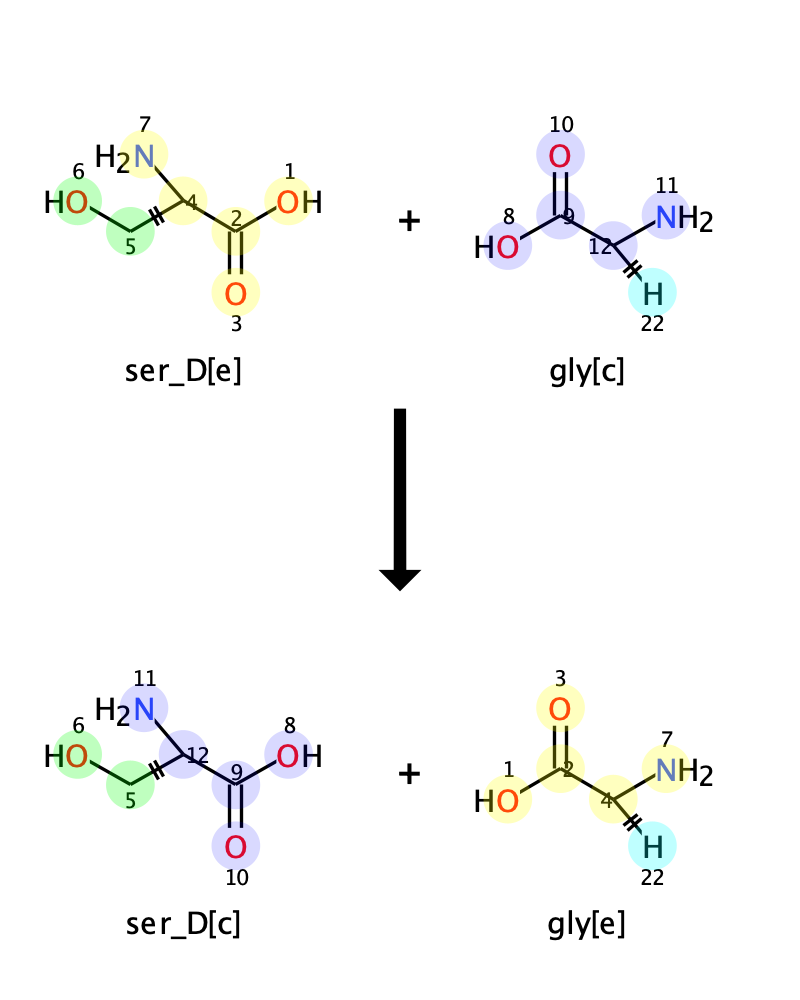 7 10
H2N
6 1 11
HO 4 OH O
2 8 9 NH2
5 + HO 12
O H
3 22
ser_D[e] gly[c]
11 3
H2N
6 8 7
HO 12 OH O
9 1 2 NH2
5 + HO 4
O H
10 22
ser_D[c] gly[e]